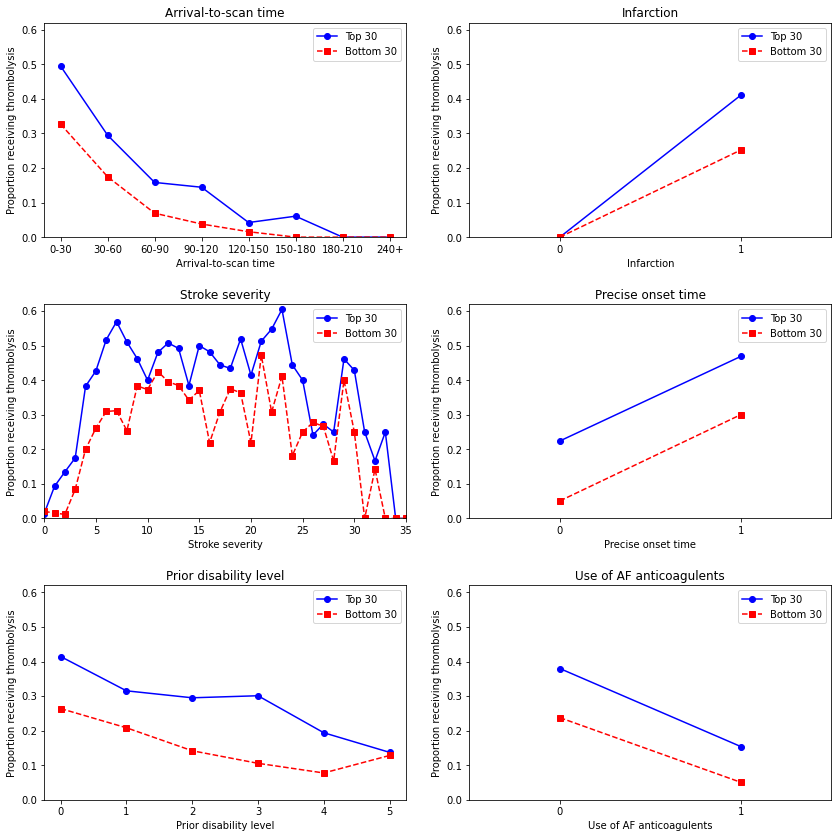 Arrival-to-scan time
Proportion receiving thrombolysis
0.6
0.5
0.4
0.3
0.2
0.1
0.0
Top 30
Bottom 30
0-30 30-60 60-90 90-120 120-150 150-180 180-210 240+
Arrival-to-scan time
Infarction
Proportion receiving thrombolysis
0.6
0.5
0.4
0.3
0.2
0.1
0.0
Top 30
Bottom 30
0 1
Infarction
Stroke severity
Proportion receiving thrombolysis
0.6
0.5
0.4
0.3
0.2
0.1
0.0
Top 30
Bottom 30
0 5 10 15 20 25 30 35
Stroke severity
Precise onset time
Proportion receiving thrombolysis
0.6
0.5
0.4
0.3
0.2
0.1
0.0
Top 30
Bottom 30
0 1
Precise onset time
Prior disability level
Proportion receiving thrombolysis
0.6
0.5
0.4
0.3
0.2
0.1
0.0
Top 30
Bottom 30
0 1 2 3 4 5
Prior disability level
Use of AF anticoagulents
Proportion receiving thrombolysis
0.6
0.5
0.4
0.3
0.2
0.1
0.0
Top 30
Bottom 30
0 1
Use of AF anticoagulents